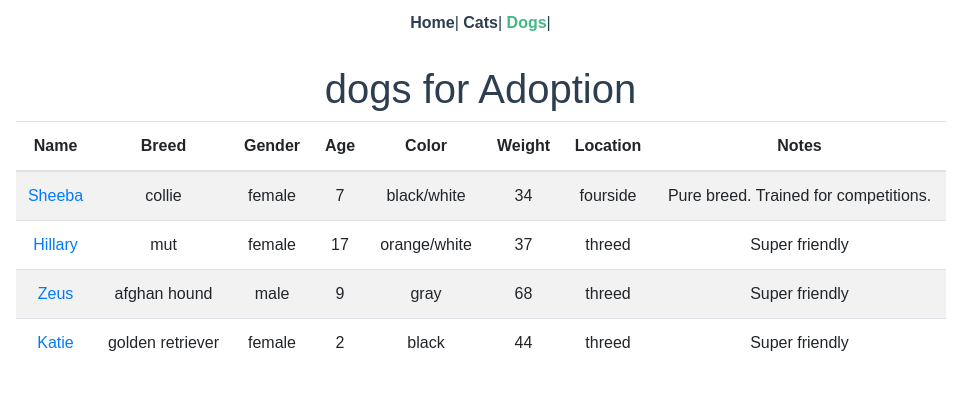 Home| Cats| Dogs|
dogs for Adoption
Name Breed Gender Age Color Weight Location Notes
Sheeba collie female 7 black/white 34 fourside Pure breed. Trained for competitions.
Hillary mut female 17 orange/white 37 threed Super friendly
Zeus afghan hound male 9 gray 68 threed Super friendly
Katie golden retriever female 2 black 44 threed Super friendly